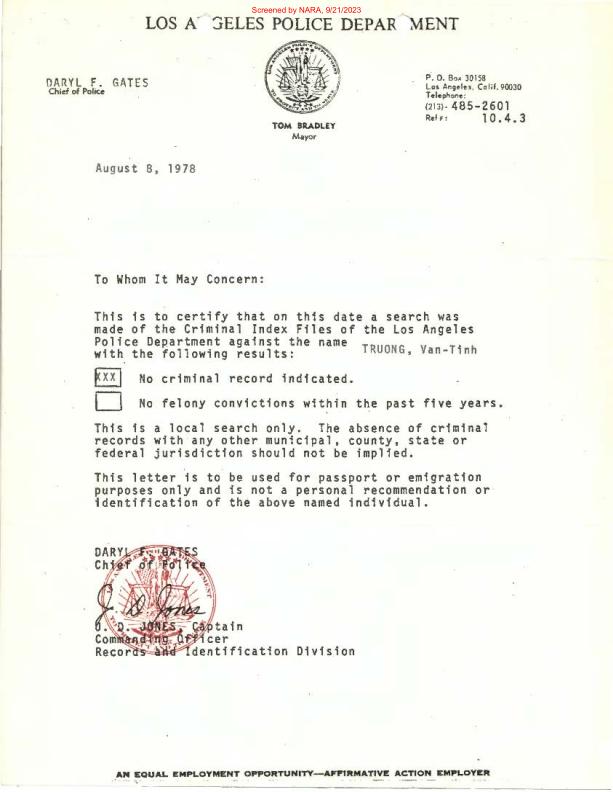 Screened by NARA, 9/21/2023
LOS A GELES POLICE DEPAR MENT
DARYL F. GATES
Chief of Police
P. O. Box 30158
Los Angeles, Calif. 90030
Telephone:
(213)- 485-2601
Ref #: 10.4.3
TOM BRADLEY
Mayor
August 8, 1978
To Whom It May Concern:
This is to certify that on this date a search was
made of the Criminal Index Files of the Los Angeles
Police Department against the name TRUONG, Van-Tinh
with the following results:
XXX No criminal record indicated.
No felony convictions within the past five years.
This is a local search only. The absence of criminal
records with any other municipal, county, state or
federal jurisdiction should not be implied.
This letter is to be used for passport or emigration
purposes only and is not a personal recommendation or
identification of the above named individual.
DARYL F. GATES
Chief of Police
J D Jones
J. D. JONES, Captain
Commanding Officer
Records and Identification Division
AN EQUAL EMPLOYMENT OPPORTUNITY—AFFIRMATIVE ACTION EMPLOYER